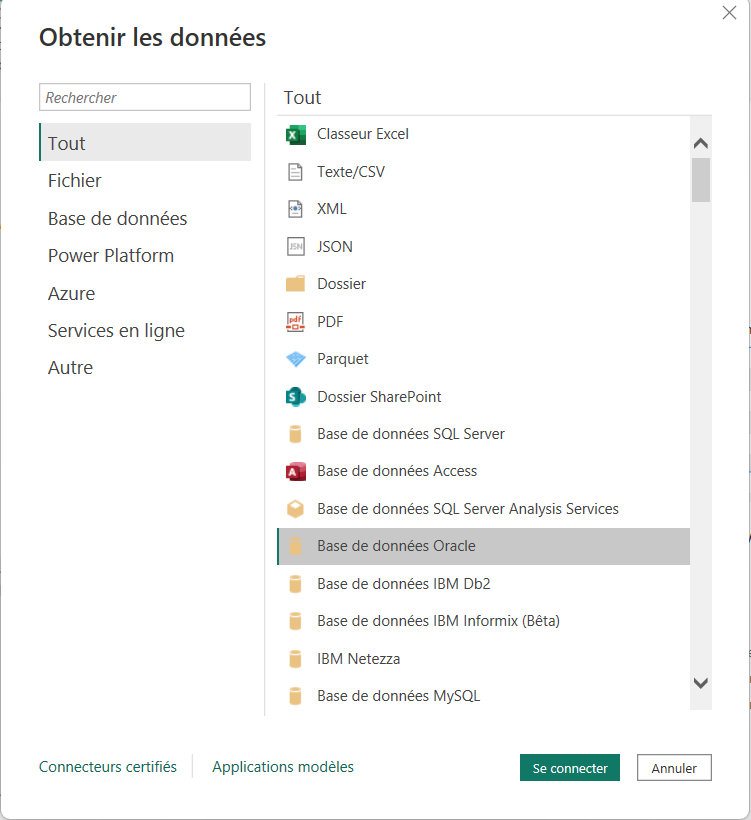 Obtenir les données
Rechercher
Tout
Fichier
Base de données
Power Platform
Azure
Services en ligne
Autre
Tout
Classeur Excel
Texte/CSV
XML
JSON
Dossier
PDF
Parquet
Dossier SharePoint
Base de données SQL Server
Base de données Access
Base de données SQL Server Analysis Services
Base de données Oracle
Base de données IBM Db2
Base de données IBM Informix (Bêta)
IBM Netezza
Base de données MySQL
Connecteurs certifiés
Applications modèles
Se connecter
Annuler